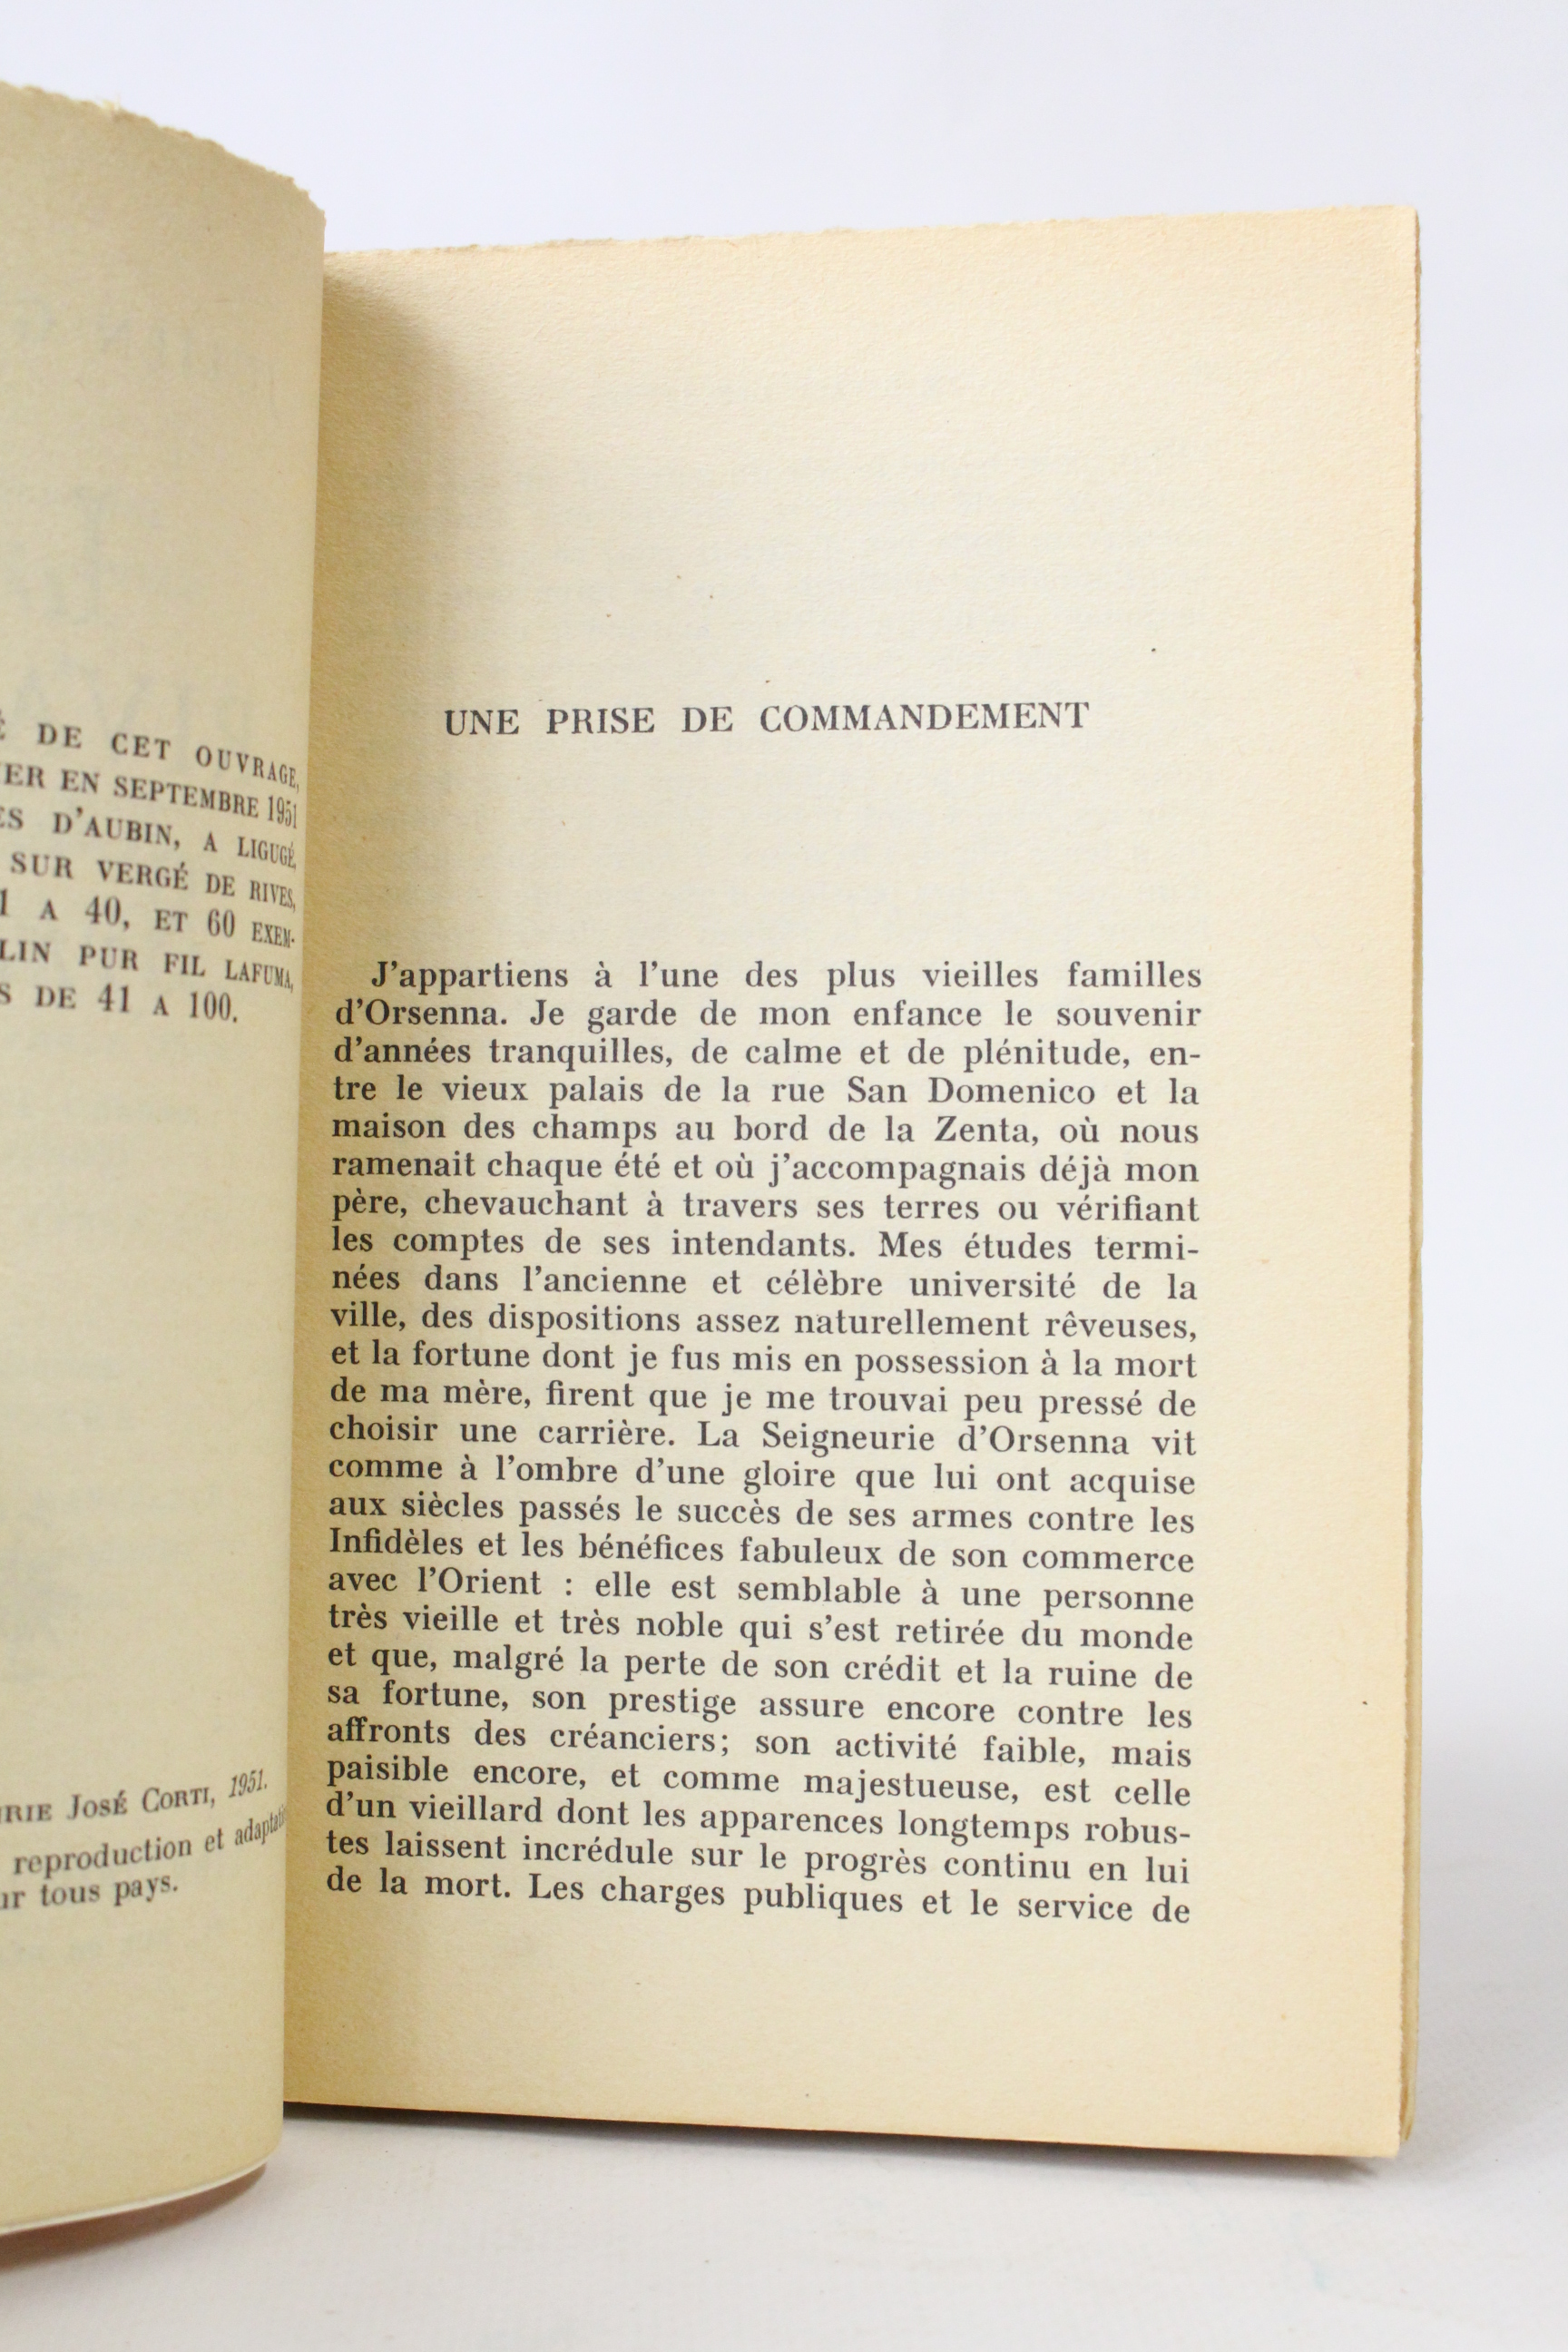 DE CET OUVRAGE,
EN SEPTEMBRE 1951
D'AUBIN, A LIGUGÉ,
SUR VERGÉ DE RIVES,
1 A 40, ET 60 EXEM-
PUR FIL LAFUMA,
DE 41 A 100.
JOSÉ CORTI, 1951.
reproduction et
tous pays.
UNE PRISE DE COMMANDEMENT
J'appartiens à l'une des plus vieilles familles
d'Orsenna. Je garde de mon enfance le souvenir
d'années tranquilles, de calme et de plénitude, en-
tre le vieux palais de la rue San Domenico et la
maison des champs au bord de la Zenta, où nous
ramenait chaque été et où j'accompagnais déjà mon
père, chevauchant à travers ses terres ou vérifiant
les comptes de ses intendants. Mes études termi-
nées dans l'ancienne et célèbre université de la
ville, des dispositions assez naturellement rêveuses,
et la fortune dont je fus mis en possession à la mort
de ma mère, firent que je me trouvai peu pressé de
choisir une carrière. La Seigneurie d'Orsenna vit
comme à l'ombre d'une gloire que lui ont acquise
aux siècles passés le succès de ses armes contre les
Infidèles et les bénéfices fabuleux de son commerce
avec l'Orient : elle est semblable à une personne
très vieille et très noble qui s'est retirée du monde
et que, malgré la perte de son crédit et la ruine de
sa fortune, son prestige assure encore contre les
affronts des créanciers; son activité faible, mais
paisible encore, et comme majestueuse, est celle
d'un vieillard dont les apparences longtemps robus-
tes laissent incrédule sur le progrès continu en lui
de la mort. Les charges publiques et le service de